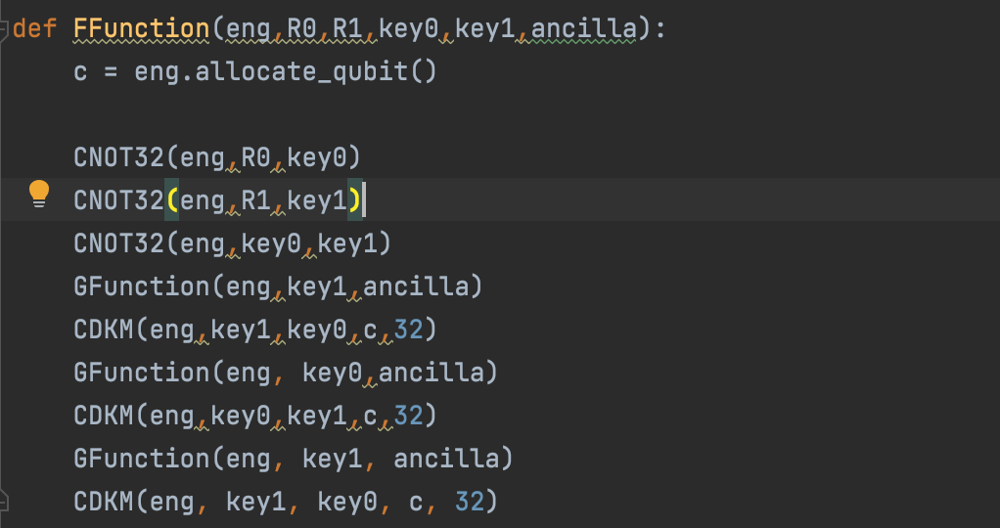 def FFunction(eng,R0,R1,key0,key1,ancilla):
    c = eng.allocate_qubit()

    CNOT32(eng,R0,key0)
    CNOT32(eng,R1,key1)
    CNOT32(eng,key0,key1)
    GFunction(eng,key1,ancilla)
    CDKM(eng,key1,key0,c,32)
    GFunction(eng, key0,ancilla)
    CDKM(eng,key0,key1,c,32)
    GFunction(eng, key1, ancilla)
    CDKM(eng, key1, key0, c, 32)